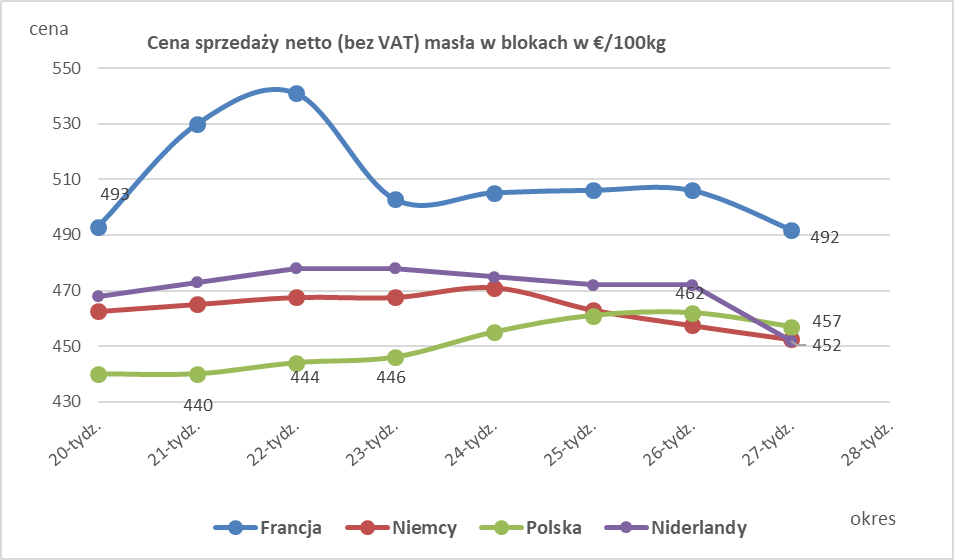 cena
Cena sprzedaży netto (bez VAT) masła w blokach w €/100kg
550
530
510
490
470
450
430
493
492
462
457
452
444
446
440
20-tydz.
21-tydz.
22-tydz.
23-tydz.
24-tydz.
25-tydz.
26-tydz.
27-tydz.
28-tydz.
okres
Francja Niemcy Polska Niderlandy